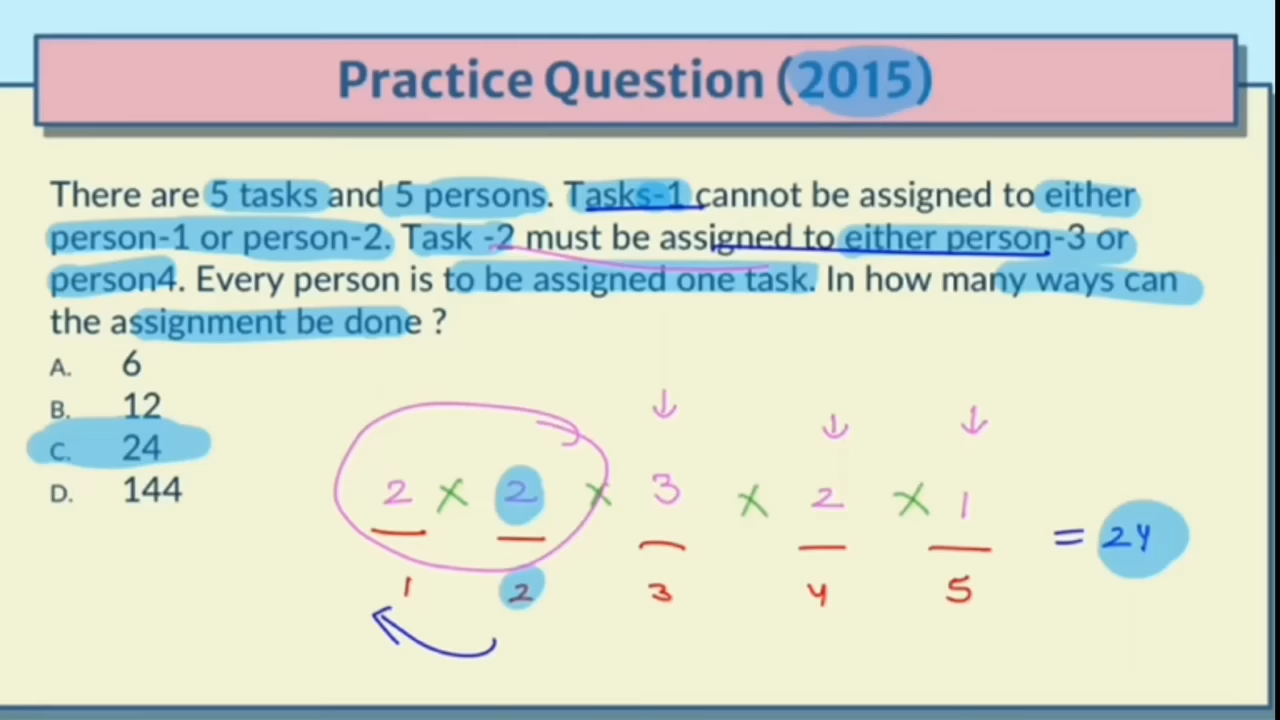 Practice Question (2015)
There are 5 tasks and 5 persons. Tasks-1 cannot be assigned to either
person-1 or person-2. Task -2 must be assigned to either person-3 or
person4. Every person is to be assigned one task. In how many ways can
the assignment be done ?
A. 6
B. 12
C. 24
D. 144
2 x 2 x 3 x 2 x 1 = 24
1 2 3 4 5